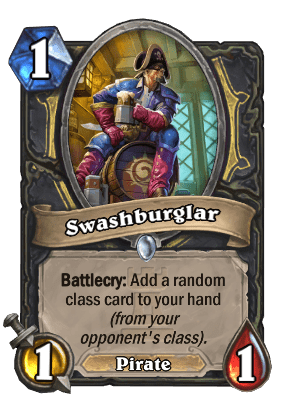 1
Swashburglar
Battlecry: Add a random
class card to your hand
(from your
opponent's class).
1
Pirate
1